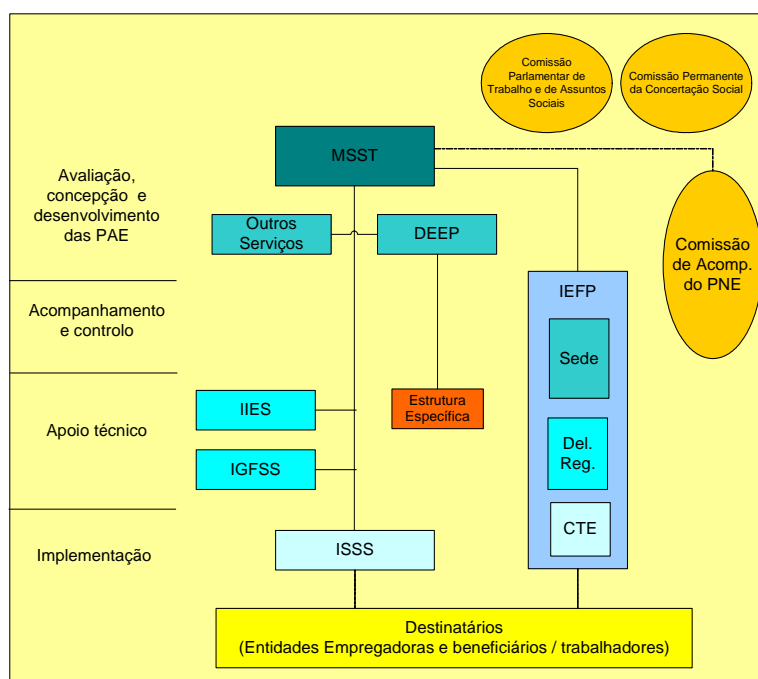 Comissão
Parlamentar de
Trabalho e de Assuntos
Sociais
Comissão Permanente
da Concertação Social
MSST
Avaliação,
concepção e
desenvolvimento
das PAE
Outros
Serviços
DEEP
Comissão
de Acomp.
do PNE
IEFP
Acompanhamento
e controlo
Sede
Estrutura
Específica
IIES
Apoio técnico
Del.
Reg.
IGFSS
CTE
ISSS
Implementação
Destinatários
(Entidades Empregadoras e beneficiários / trabalhadores)